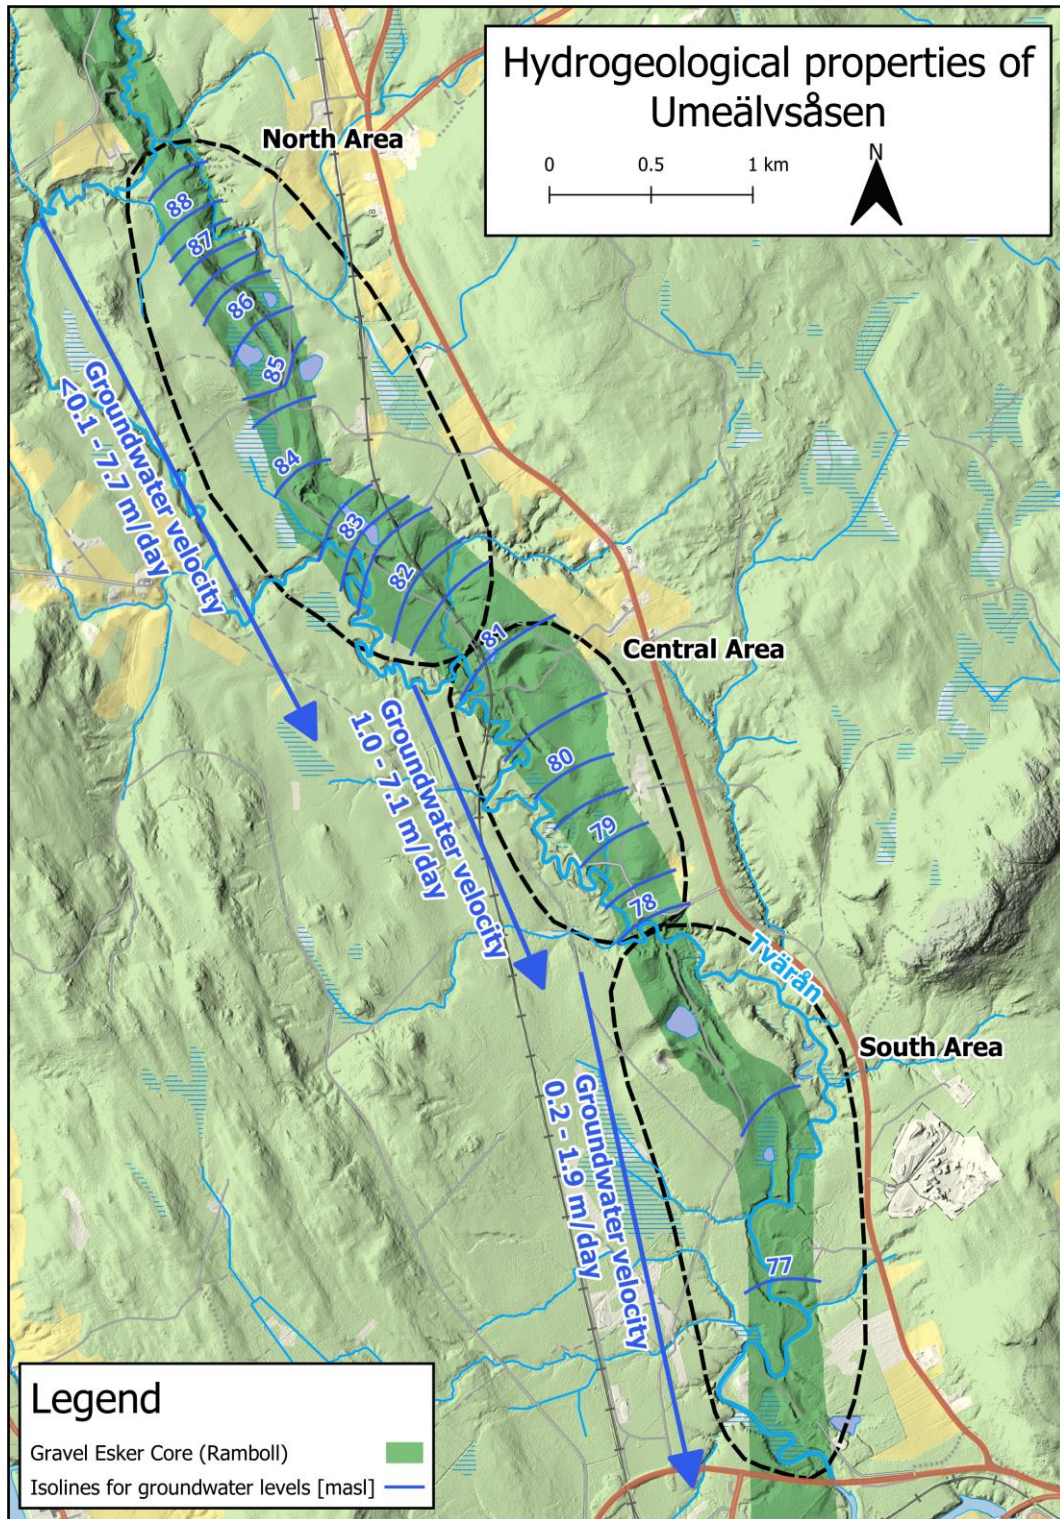 Hydrogeological properties of
Umeälvsåsen
0
0.5
1 km
N
North Area
88
87
86
85
84
83
82
81
Groundwater velocity
<0.1 - 7.7 m/day
Central Area
80
79
78
Groundwater velocity
1.0 - 7.1 m/day
Tvärån
South Area
77
Groundwater velocity
0.2 - 1.9 m/day
Legend
Gravel Esker Core (Ramboll)
Isolines for groundwater levels [masl]